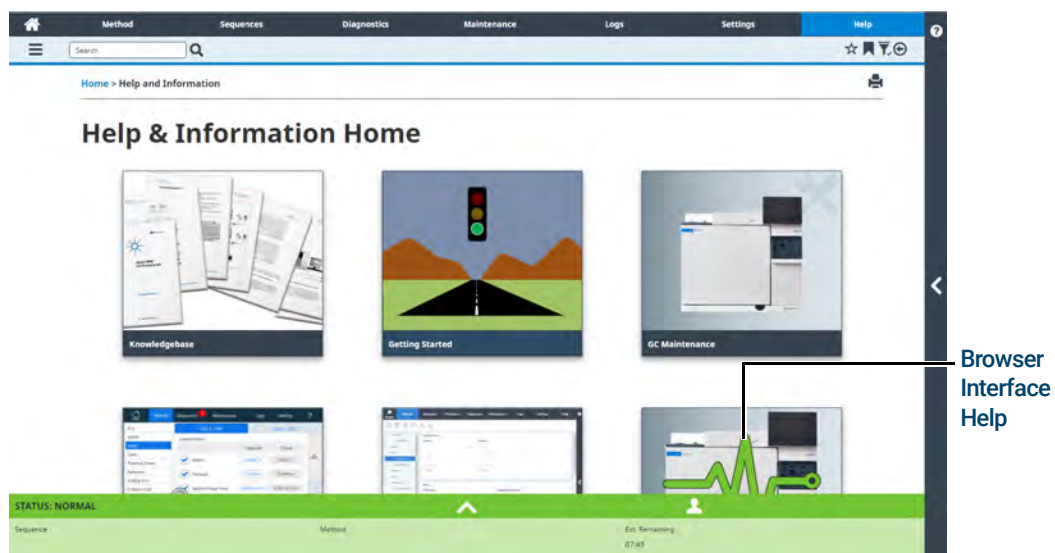 Method Sequences Diagnostics Maintenance Logs Settings Help
?
Search
Home > Help and Information
Help & Information Home
Knowledgebase
Getting Started
GC Maintenance
Browser
Interface
Help
STATUS: NORMAL
Sequence Method Est. Remaining
07:43